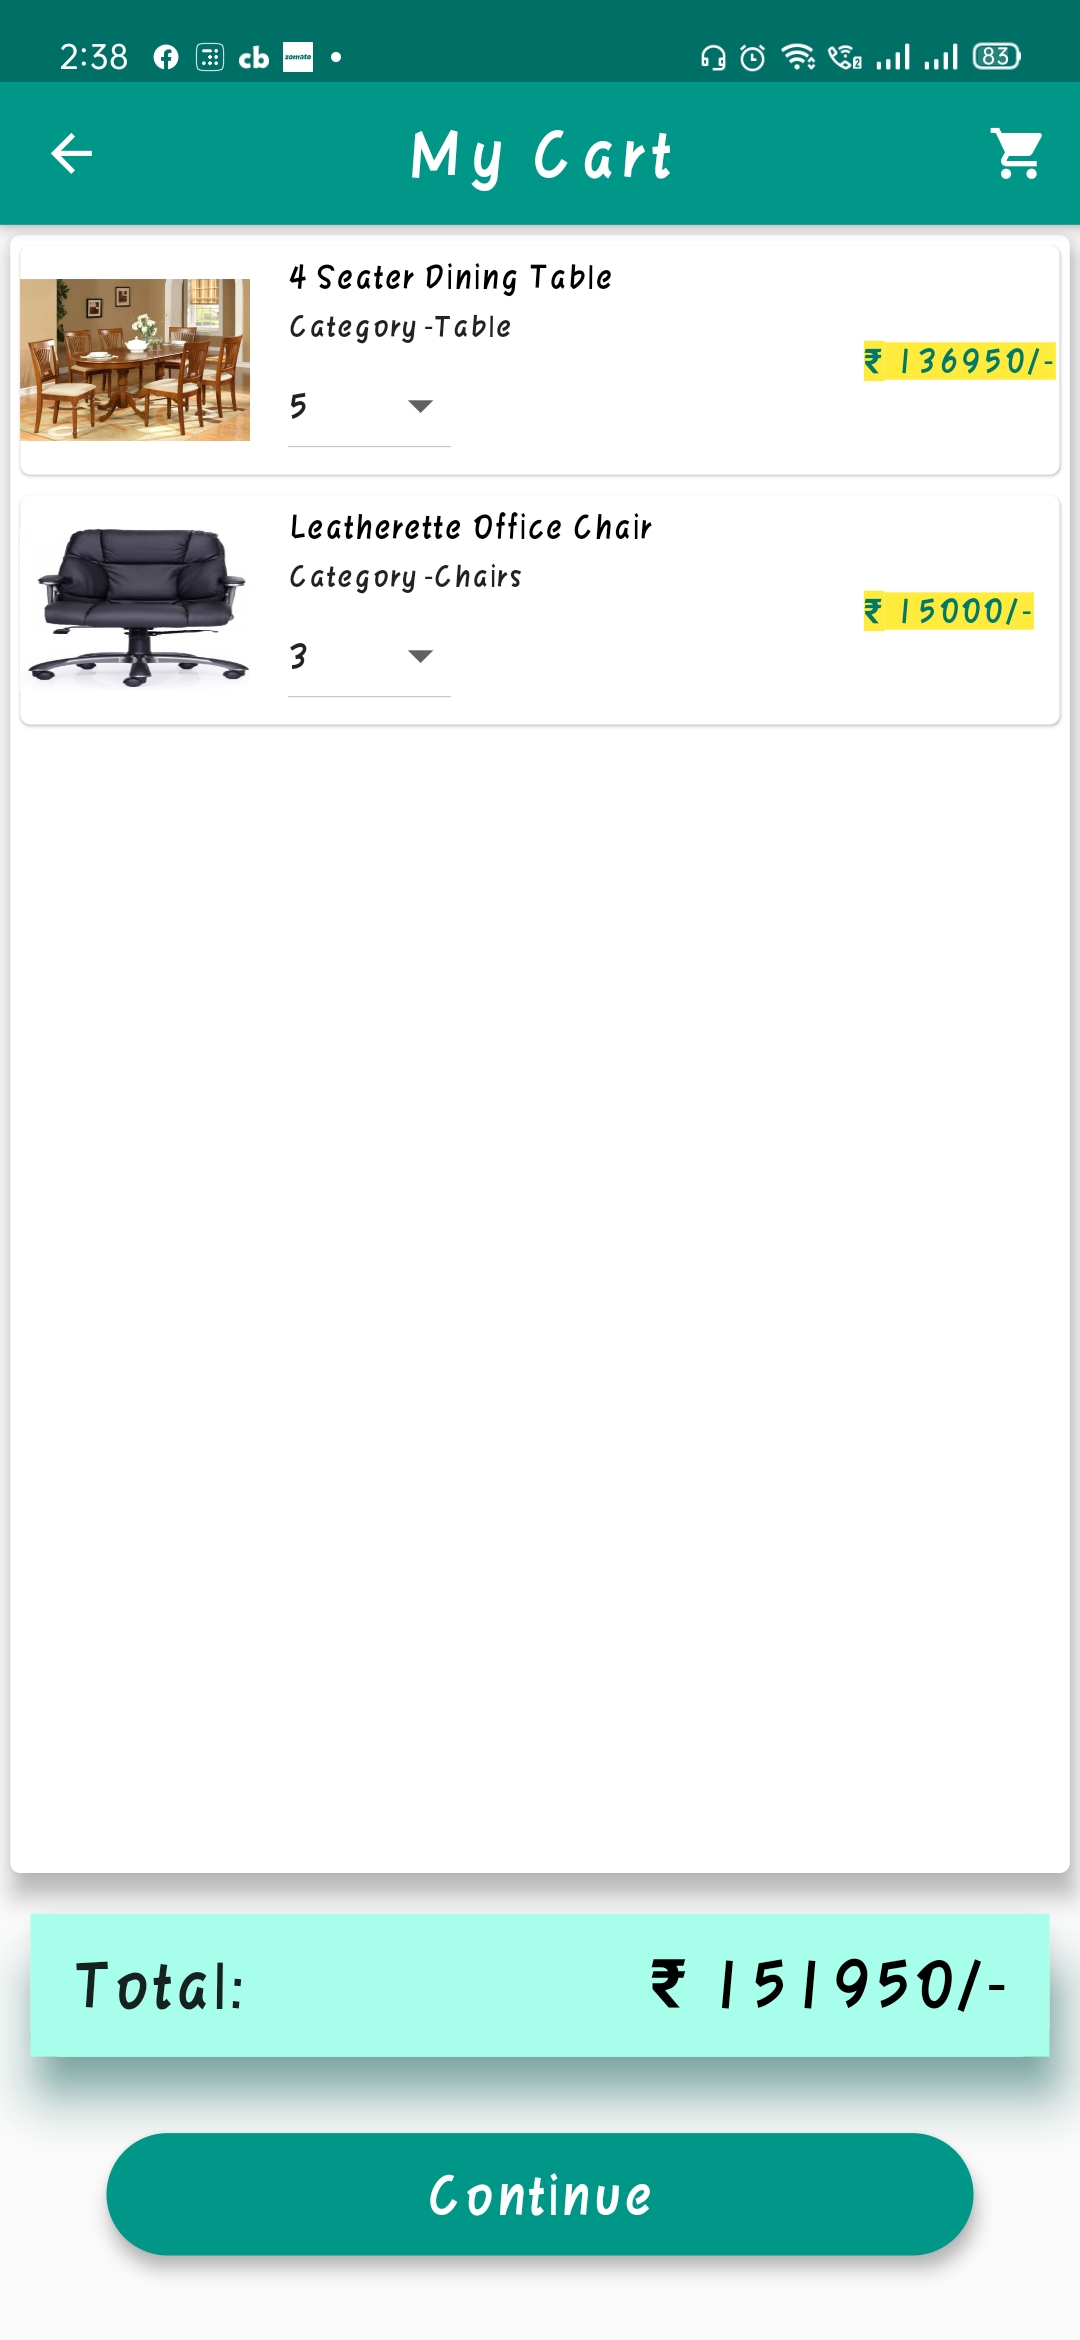 2:38 cb zomato 2 83
My Cart
4 Seater Dining Table
Category -Table
₹ 136950/-
5
Leatherette Office Chair
Category -Chairs
₹ 15000/-
3
Total: ₹ 151950/-
Continue